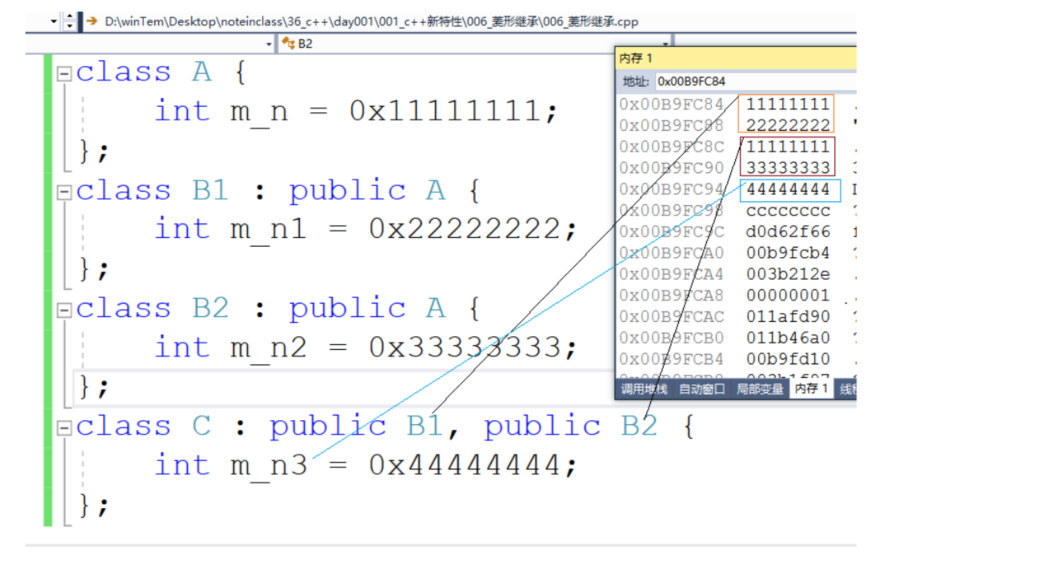 D:\winTem\Desktop\noteinclass\36_c++\day001\001_c++新特性\006_菱形继承\006_菱形继承.cpp
B2
class A {
int m_n = 0x11111111;
};
class B1 : public A {
int m_n1 = 0x22222222;
};
class B2 : public A {
int m_n2 = 0x33333333;
};
class C : public B1, public B2 {
int m_n3 = 0x44444444;
};
内存 1
地址: 0x00B9FC84
0x00B9FC84 11111111
0x00B9FC88 22222222
0x00B9FC8C 11111111
0x00B9FC90 33333333
0x00B9FC94 44444444
0x00B9FC98 cccccccc
0x00B9FC9C d0d62f66
0x00B9FCA0 00b9fcb4
0x00B9FCA4 003b212e
0x00B9FCA8 00000001
0x00B9FCAC 011afd90
0x00B9FCB0 011b46a0
0x00B9FCB4 00b9fd10
调用堆栈 自动窗口 局部变量 内存 1